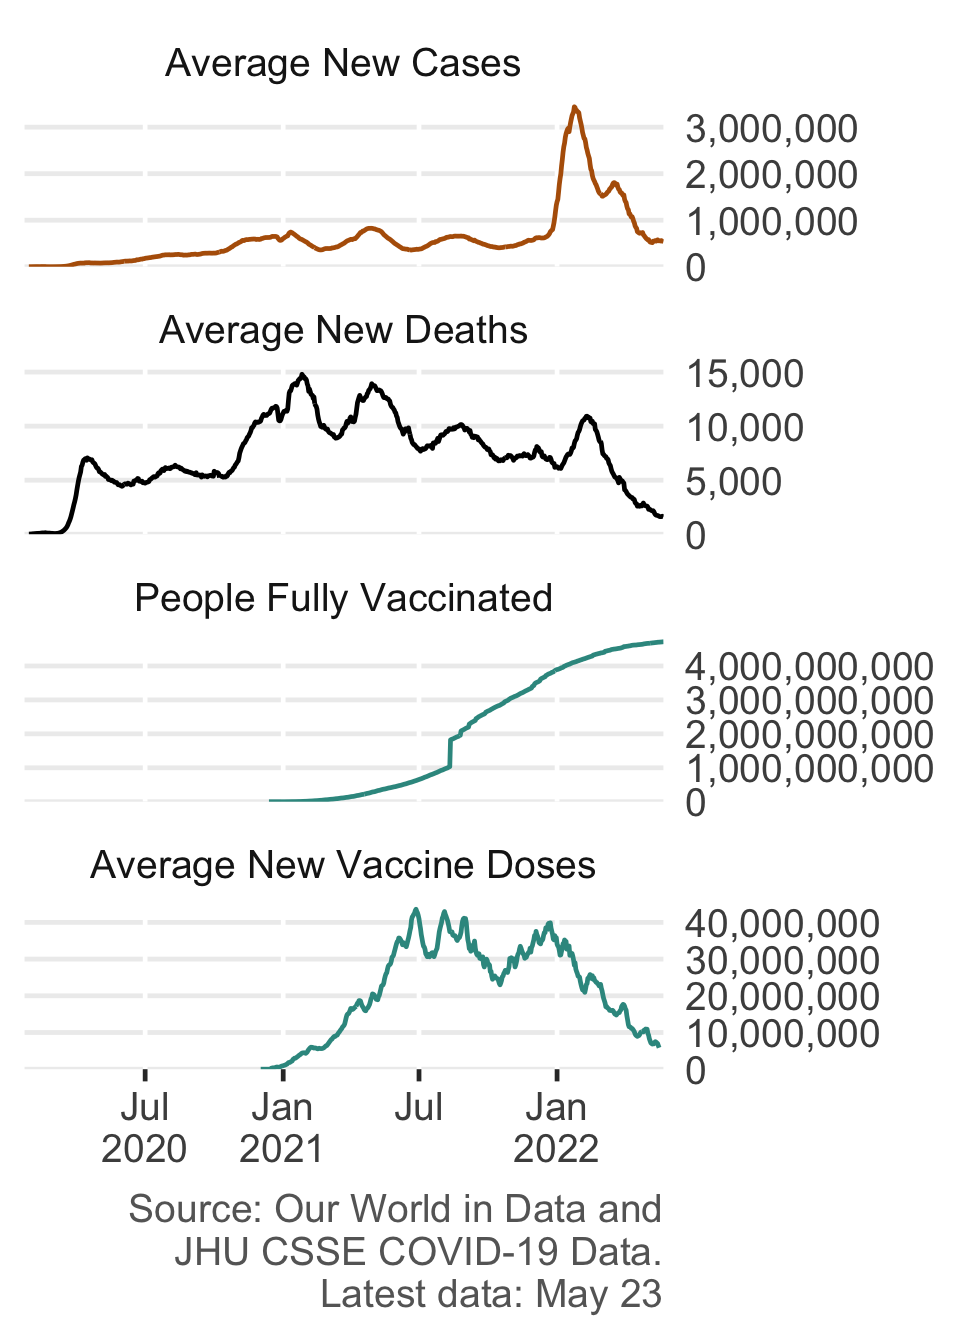 Average New Cases
3,000,000
2,000,000
1,000,000
0
Average New Deaths
15,000
10,000
5,000
0
People Fully Vaccinated
4,000,000,000
3,000,000,000
2,000,000,000
1,000,000,000
0
Average New Vaccine Doses
40,000,000
30,000,000
20,000,000
10,000,000
0
Jul Jan Jul Jan
2020 2021 2022
Source: Our World in Data and
JHU CSSE COVID-19 Data.
Latest data: May 23